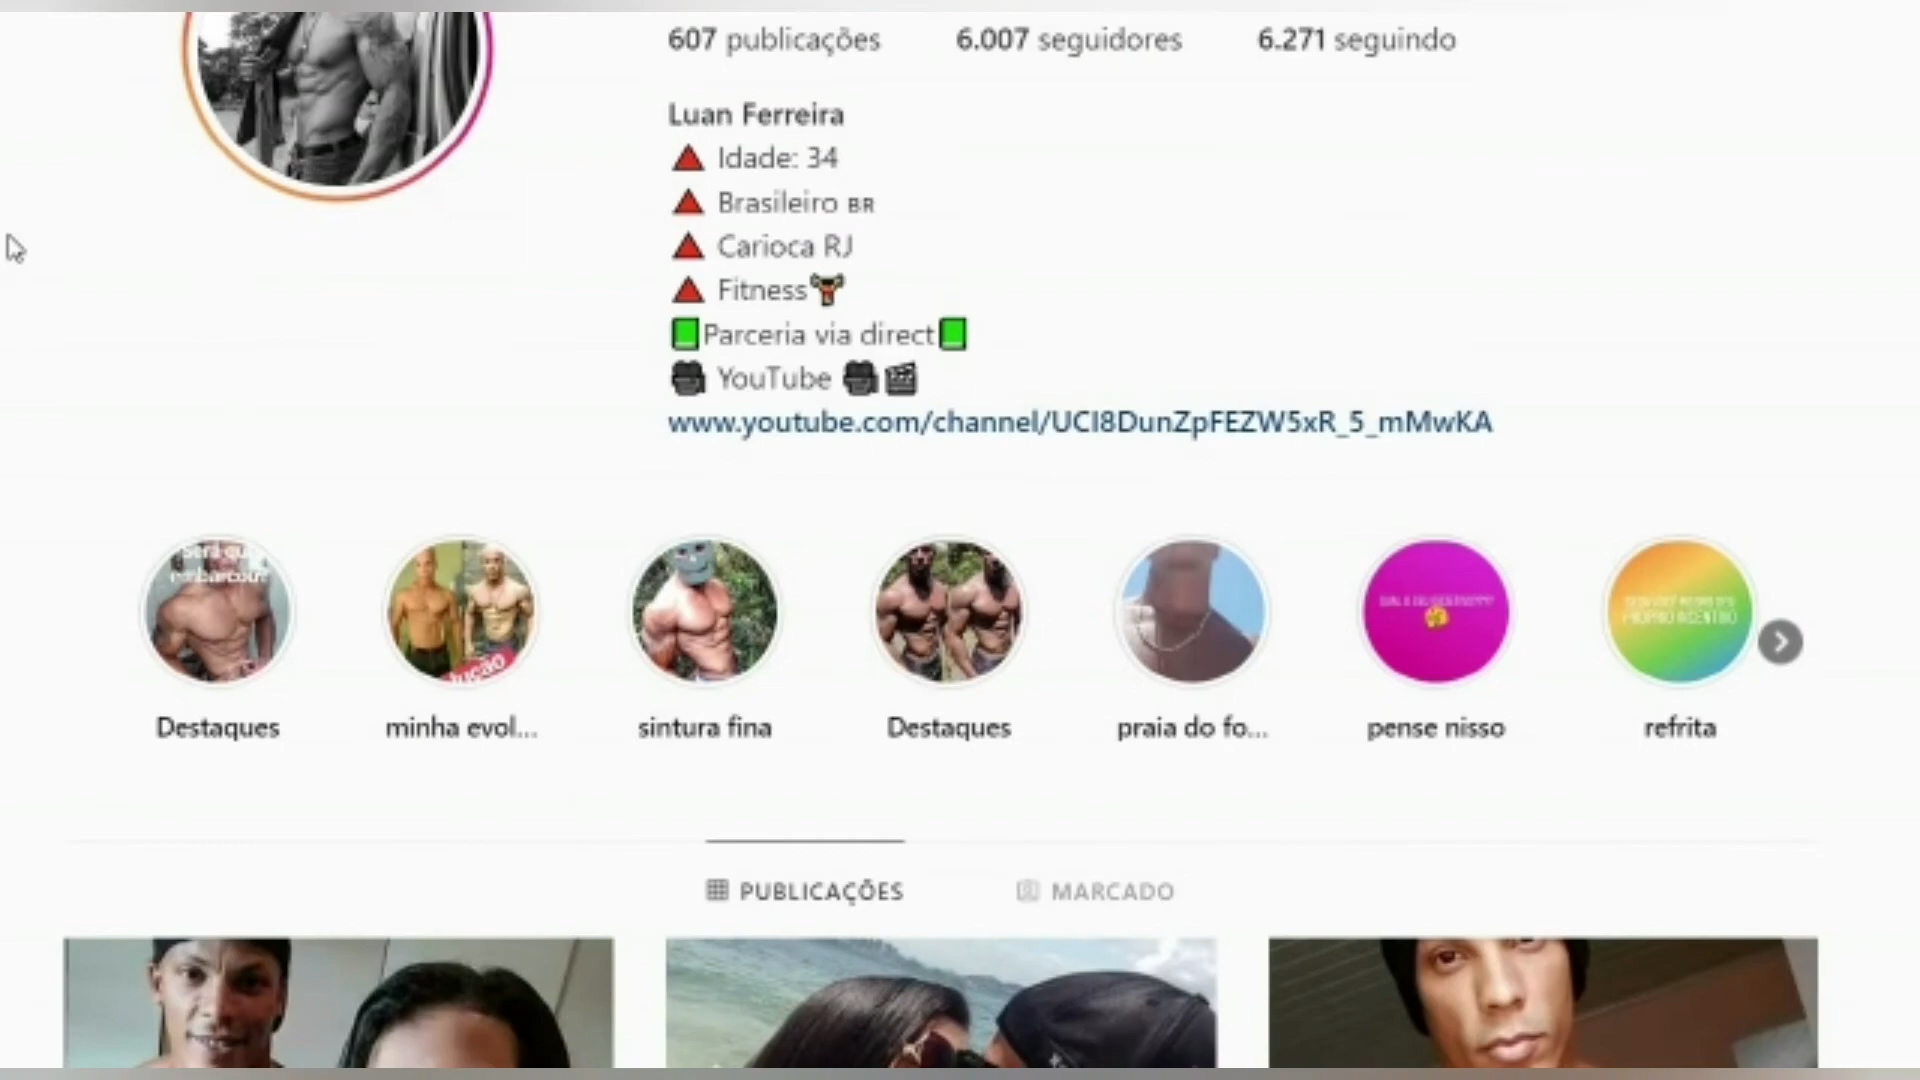 607 publicações 6.007 seguidores 6.271 seguindo
Luan Ferreira
🔺 Idade: 34
🔺 Brasileiro BR
🔺 Carioca RJ
🔺 Fitness🏋
📗Parceria via direct📗
🎥 YouTube 🎥🎬
www.youtube.com/channel/UCI8DunZpFEZW5xR_5_mMwKA
embarcou?
Destaques
minha evol...
sintura fina
Destaques
praia do fo...
pense nisso
refrita
PUBLICAÇÕES MARCADO